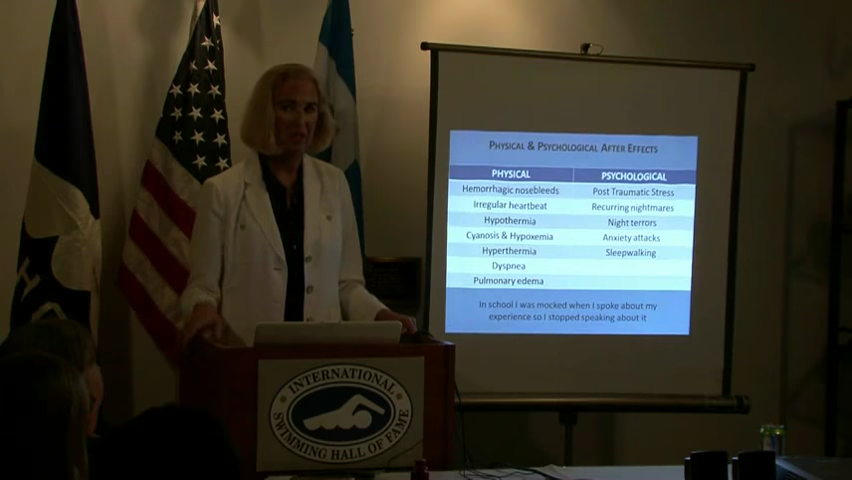 PHYSICAL & PSYCHOLOGICAL AFTER EFFECTS
PHYSICAL PSYCHOLOGICAL
Hemorrhagic nosebleeds Post Traumatic Stress
Irregular heartbeat Recurring nightmares
Hypothermia Night terrors
Cyanosis & Hypoxemia Anxiety attacks
Hyperthermia Sleepwalking
Dyspnea
Pulmonary edema
In school I was mocked when I spoke about my
experience so I stopped speaking about it
INTERNATIONAL
SWIMMING HALL OF FAME